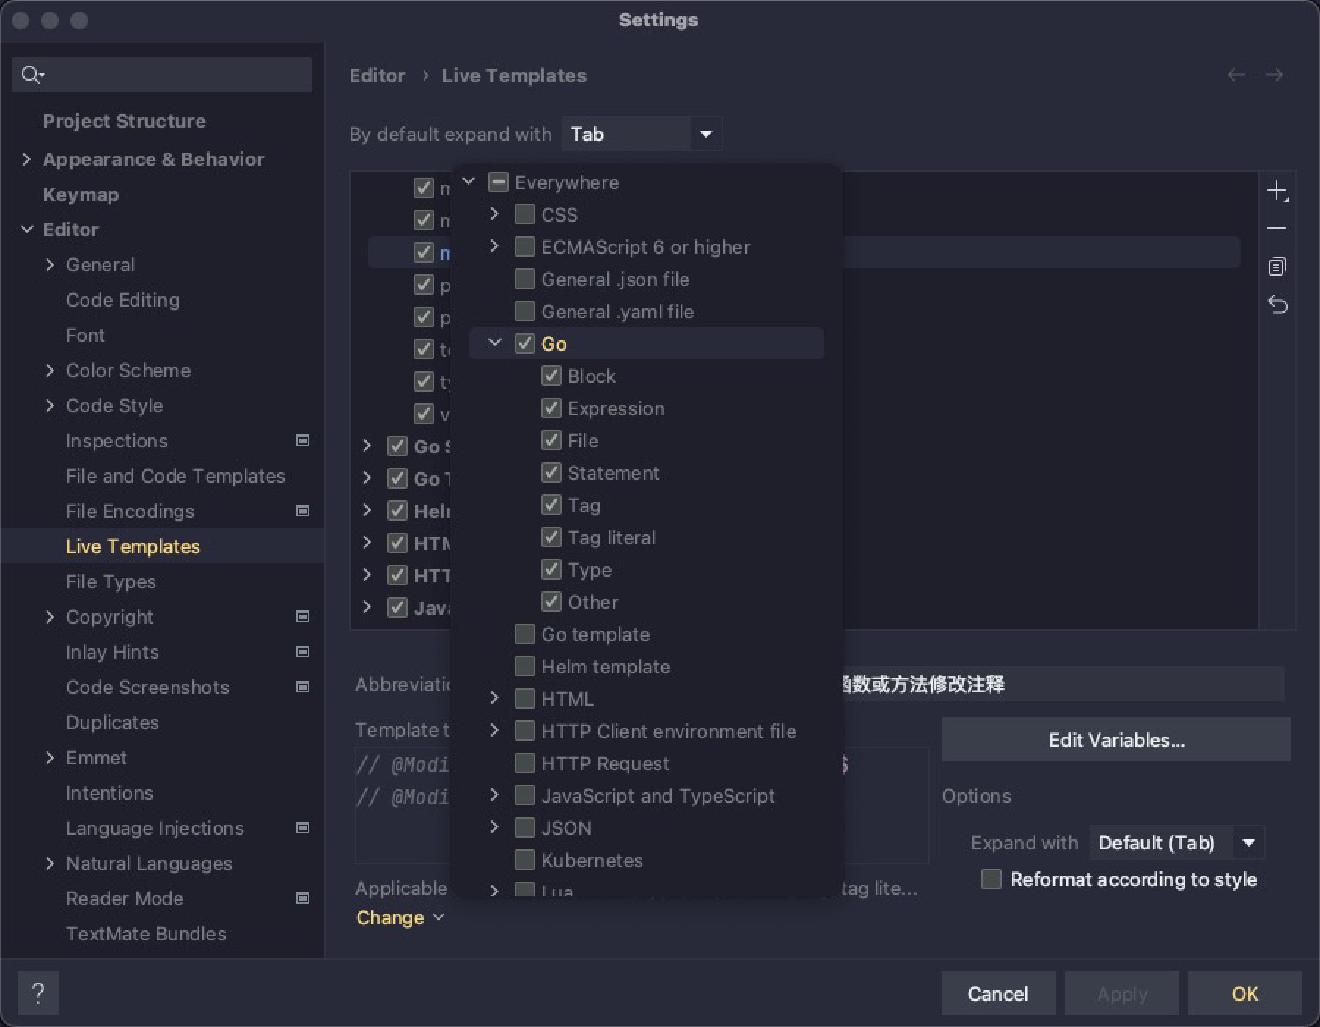 Settings
Project Structure
Appearance & Behavior
Keymap
Editor
General
Code Editing
Font
Color Scheme
Code Style
Inspections
File and Code Templates
File Encodings
Live Templates
File Types
Copyright
Inlay Hints
Code Screenshots
Duplicates
Emmet
Intentions
Language Injections
Natural Languages
Reader Mode
TextMate Bundles
Editor › Live Templates
By default expand with Tab
Go
Go
HTM
HTT
Java
Everywhere
CSS
ECMAScript 6 or higher
General .json file
General .yaml file
Go
Block
Expression
File
Statement
Tag
Tag literal
Type
Other
Go template
Helm template
HTML
HTTP Client environment file
HTTP Request
JavaScript and TypeScript
JSON
Kubernetes
Lua
Abbreviatio
数或方法修改注释
Template t
// @Modi $
// @Modi
Applicable tag lite...
Change
Edit Variables...
Options
Expand with Default (Tab)
Reformat according to style
?
Cancel
Apply
OK